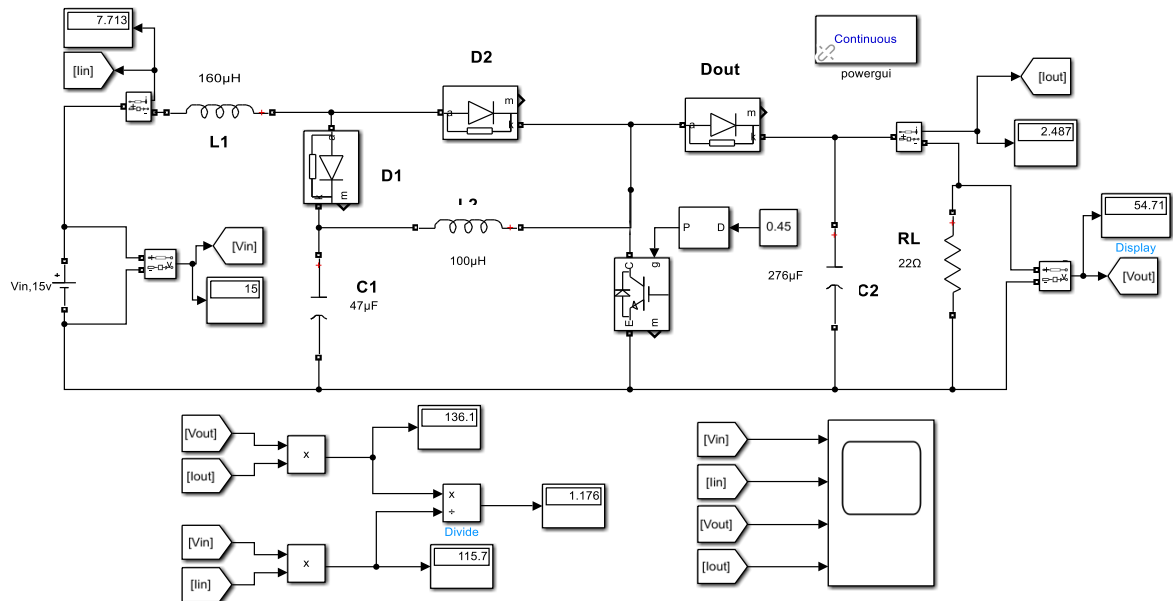 7.713
[Iin]
160μH
L1
D2
m
a
k
Dout
m
a
k
Continuous
powergui
[Iout]
2.487
D1
m
100μH
P
D
0.45
g
C
E
m
276μF
C2
RL
22Ω
54.71
Display
[Vout]
Vin,15v
[Vin]
15
C1
47μF
[Vout]
[Iout]
x
136.1
x
÷
Divide
1.176
[Vin]
[Iin]
x
115.7
[Vin]
[Iin]
[Vout]
[Iout]